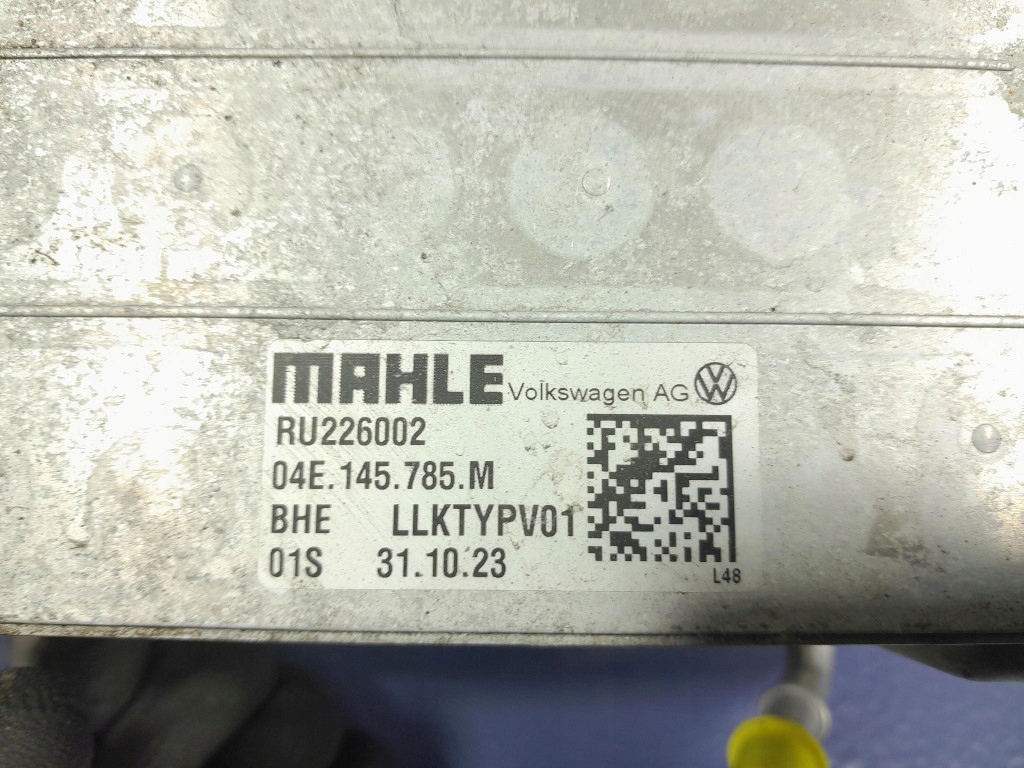 MAHLE Volkswagen AG
RU226002
04E.145.785.M
BHE LLKTYPV01
01S 31.10.23
L48